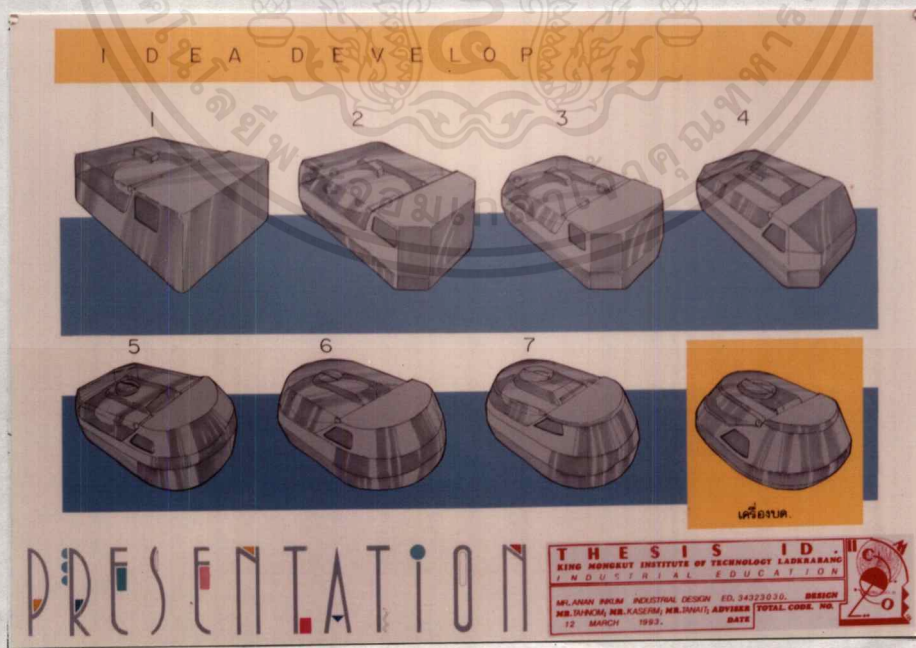 IDEA DEVELOP
1 2 3 4
5 6 7
เครื่องบด.
PRESENTATION
THESIS ID.
KING MONGKUT INSTITUTE OF TECHNOLOGY LADKRABANG
INDUSTRIAL EDUCATION
MR.ANAN INKUM INDUSTRIAL DESIGN ED. 34323030. DESIGN
MR.TAHNOM; MR.KASERM; MR.TANAIT; ADVISER TOTAL. CODE. NO.
12 MARCH 1993. DATE